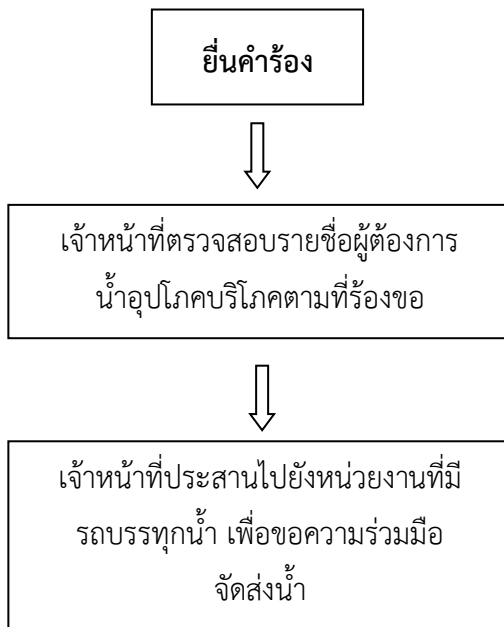 ยื่นคำร้อง
เจ้าหน้าที่ตรวจสอบรายชื่อผู้ต้องการ
น้ำอุปโภคบริโภคตามที่ร้องขอ
เจ้าหน้าที่ประสานไปยังหน่วยงานที่มี
รถบรรทุกน้ำ เพื่อขอความร่วมมือ
จัดส่งน้ำ